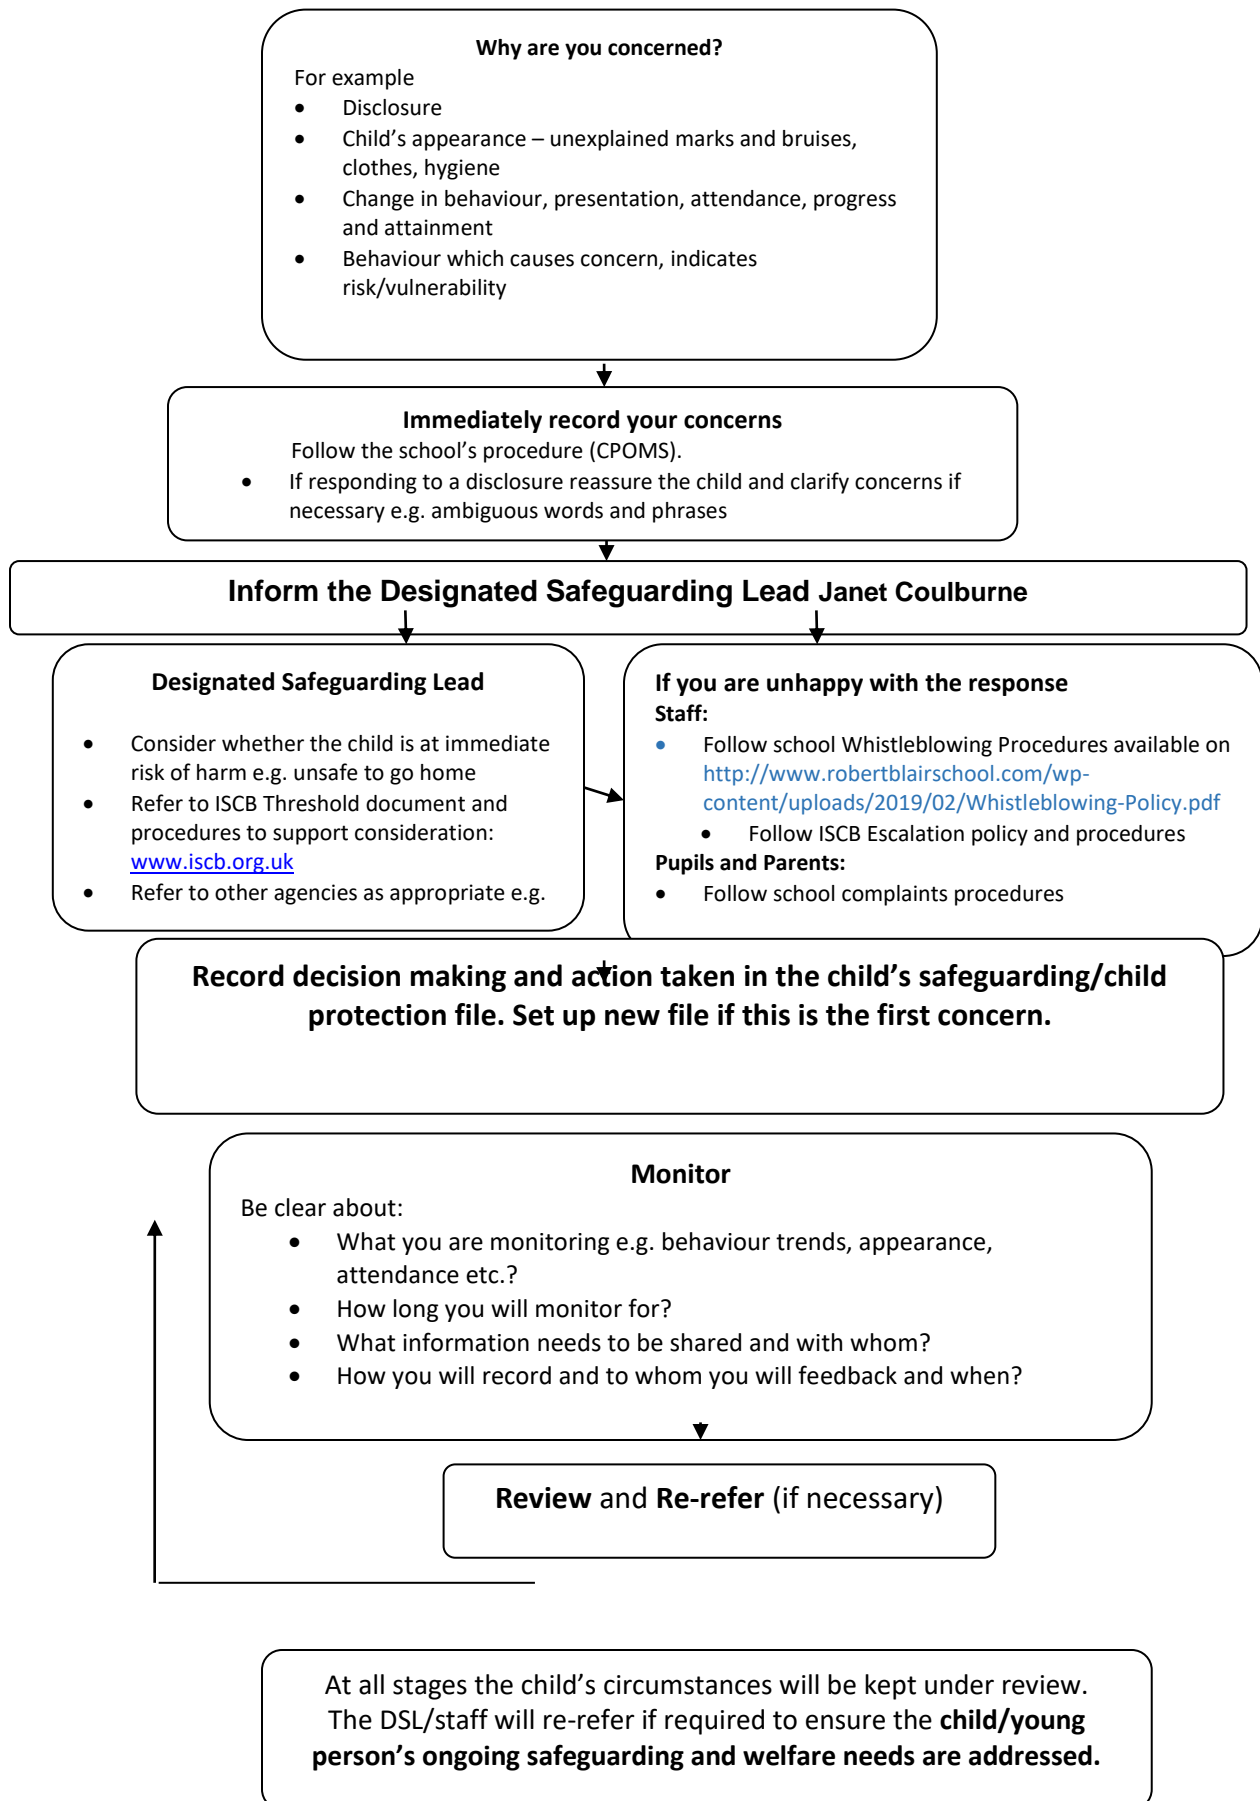 Why are you concerned?
For example
• Disclosure
• Child’s appearance – unexplained marks and bruises,
clothes, hygiene
• Change in behaviour, presentation, attendance, progress
and attainment
• Behaviour which causes concern, indicates
risk/vulnerability
Immediately record your concerns
Follow the school’s procedure (CPOMS).
• If responding to a disclosure reassure the child and clarify concerns if
necessary e.g. ambiguous words and phrases
Inform the Designated Safeguarding Lead Janet Coulburne
Designated Safeguarding Lead
• Consider whether the child is at immediate
risk of harm e.g. unsafe to go home
• Refer to ISCB Threshold document and
procedures to support consideration:
www.iscb.org.uk
• Refer to other agencies as appropriate e.g.
If you are unhappy with the response
Staff:
• Follow school Whistleblowing Procedures available on
http://www.robertblairschool.com/wp-
content/uploads/2019/02/Whistleblowing-Policy.pdf
• Follow ISCB Escalation policy and procedures
Pupils and Parents:
• Follow school complaints procedures
Record decision making and action taken in the child’s safeguarding/child
protection file. Set up new file if this is the first concern.
Monitor
Be clear about:
• What you are monitoring e.g. behaviour trends, appearance,
attendance etc.?
• How long you will monitor for?
• What information needs to be shared and with whom?
• How you will record and to whom you will feedback and when?
Review and Re-refer (if necessary)
At all stages the child’s circumstances will be kept under review.
The DSL/staff will re-refer if required to ensure the child/young
person’s ongoing safeguarding and welfare needs are addressed.